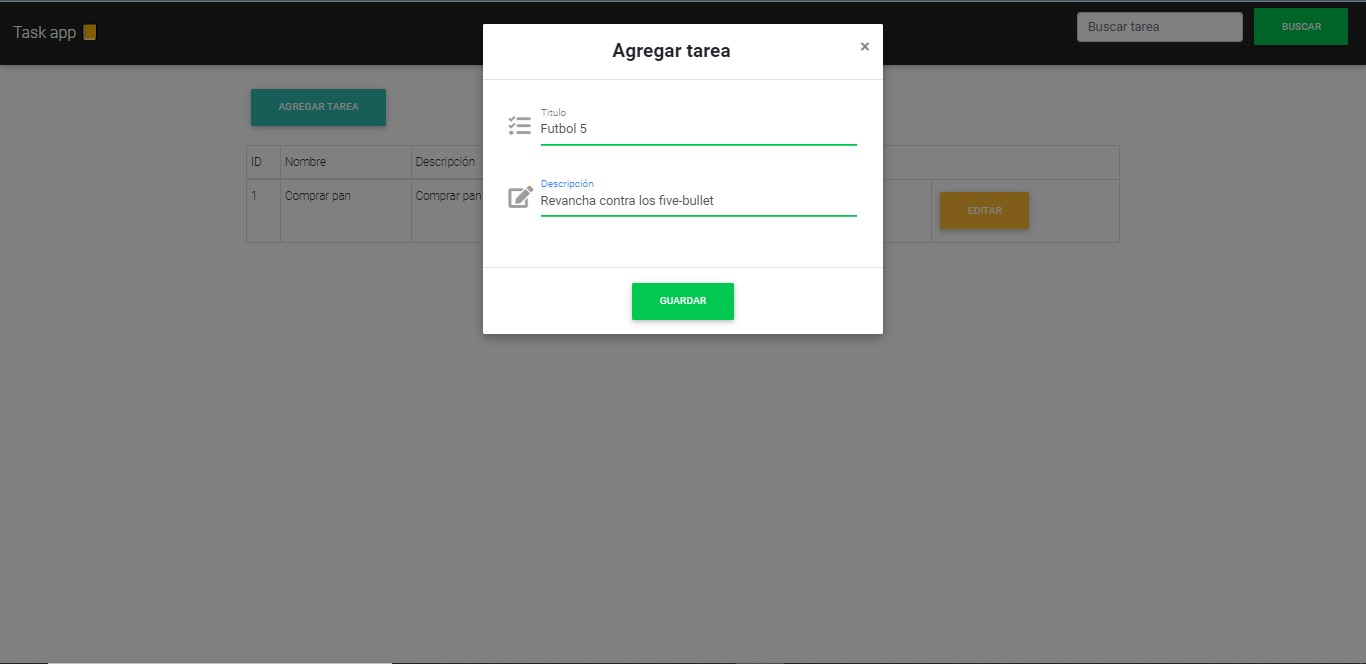 Task app
Buscar tarea
BUSCAR
Agregar tarea
×
Titulo
Futbol 5
Descripción
Revancha contra los five-bullet
GUARDAR
AGREGAR TAREA
ID Nombre Descripción
1 Comprar pan Comprar pan
EDITAR